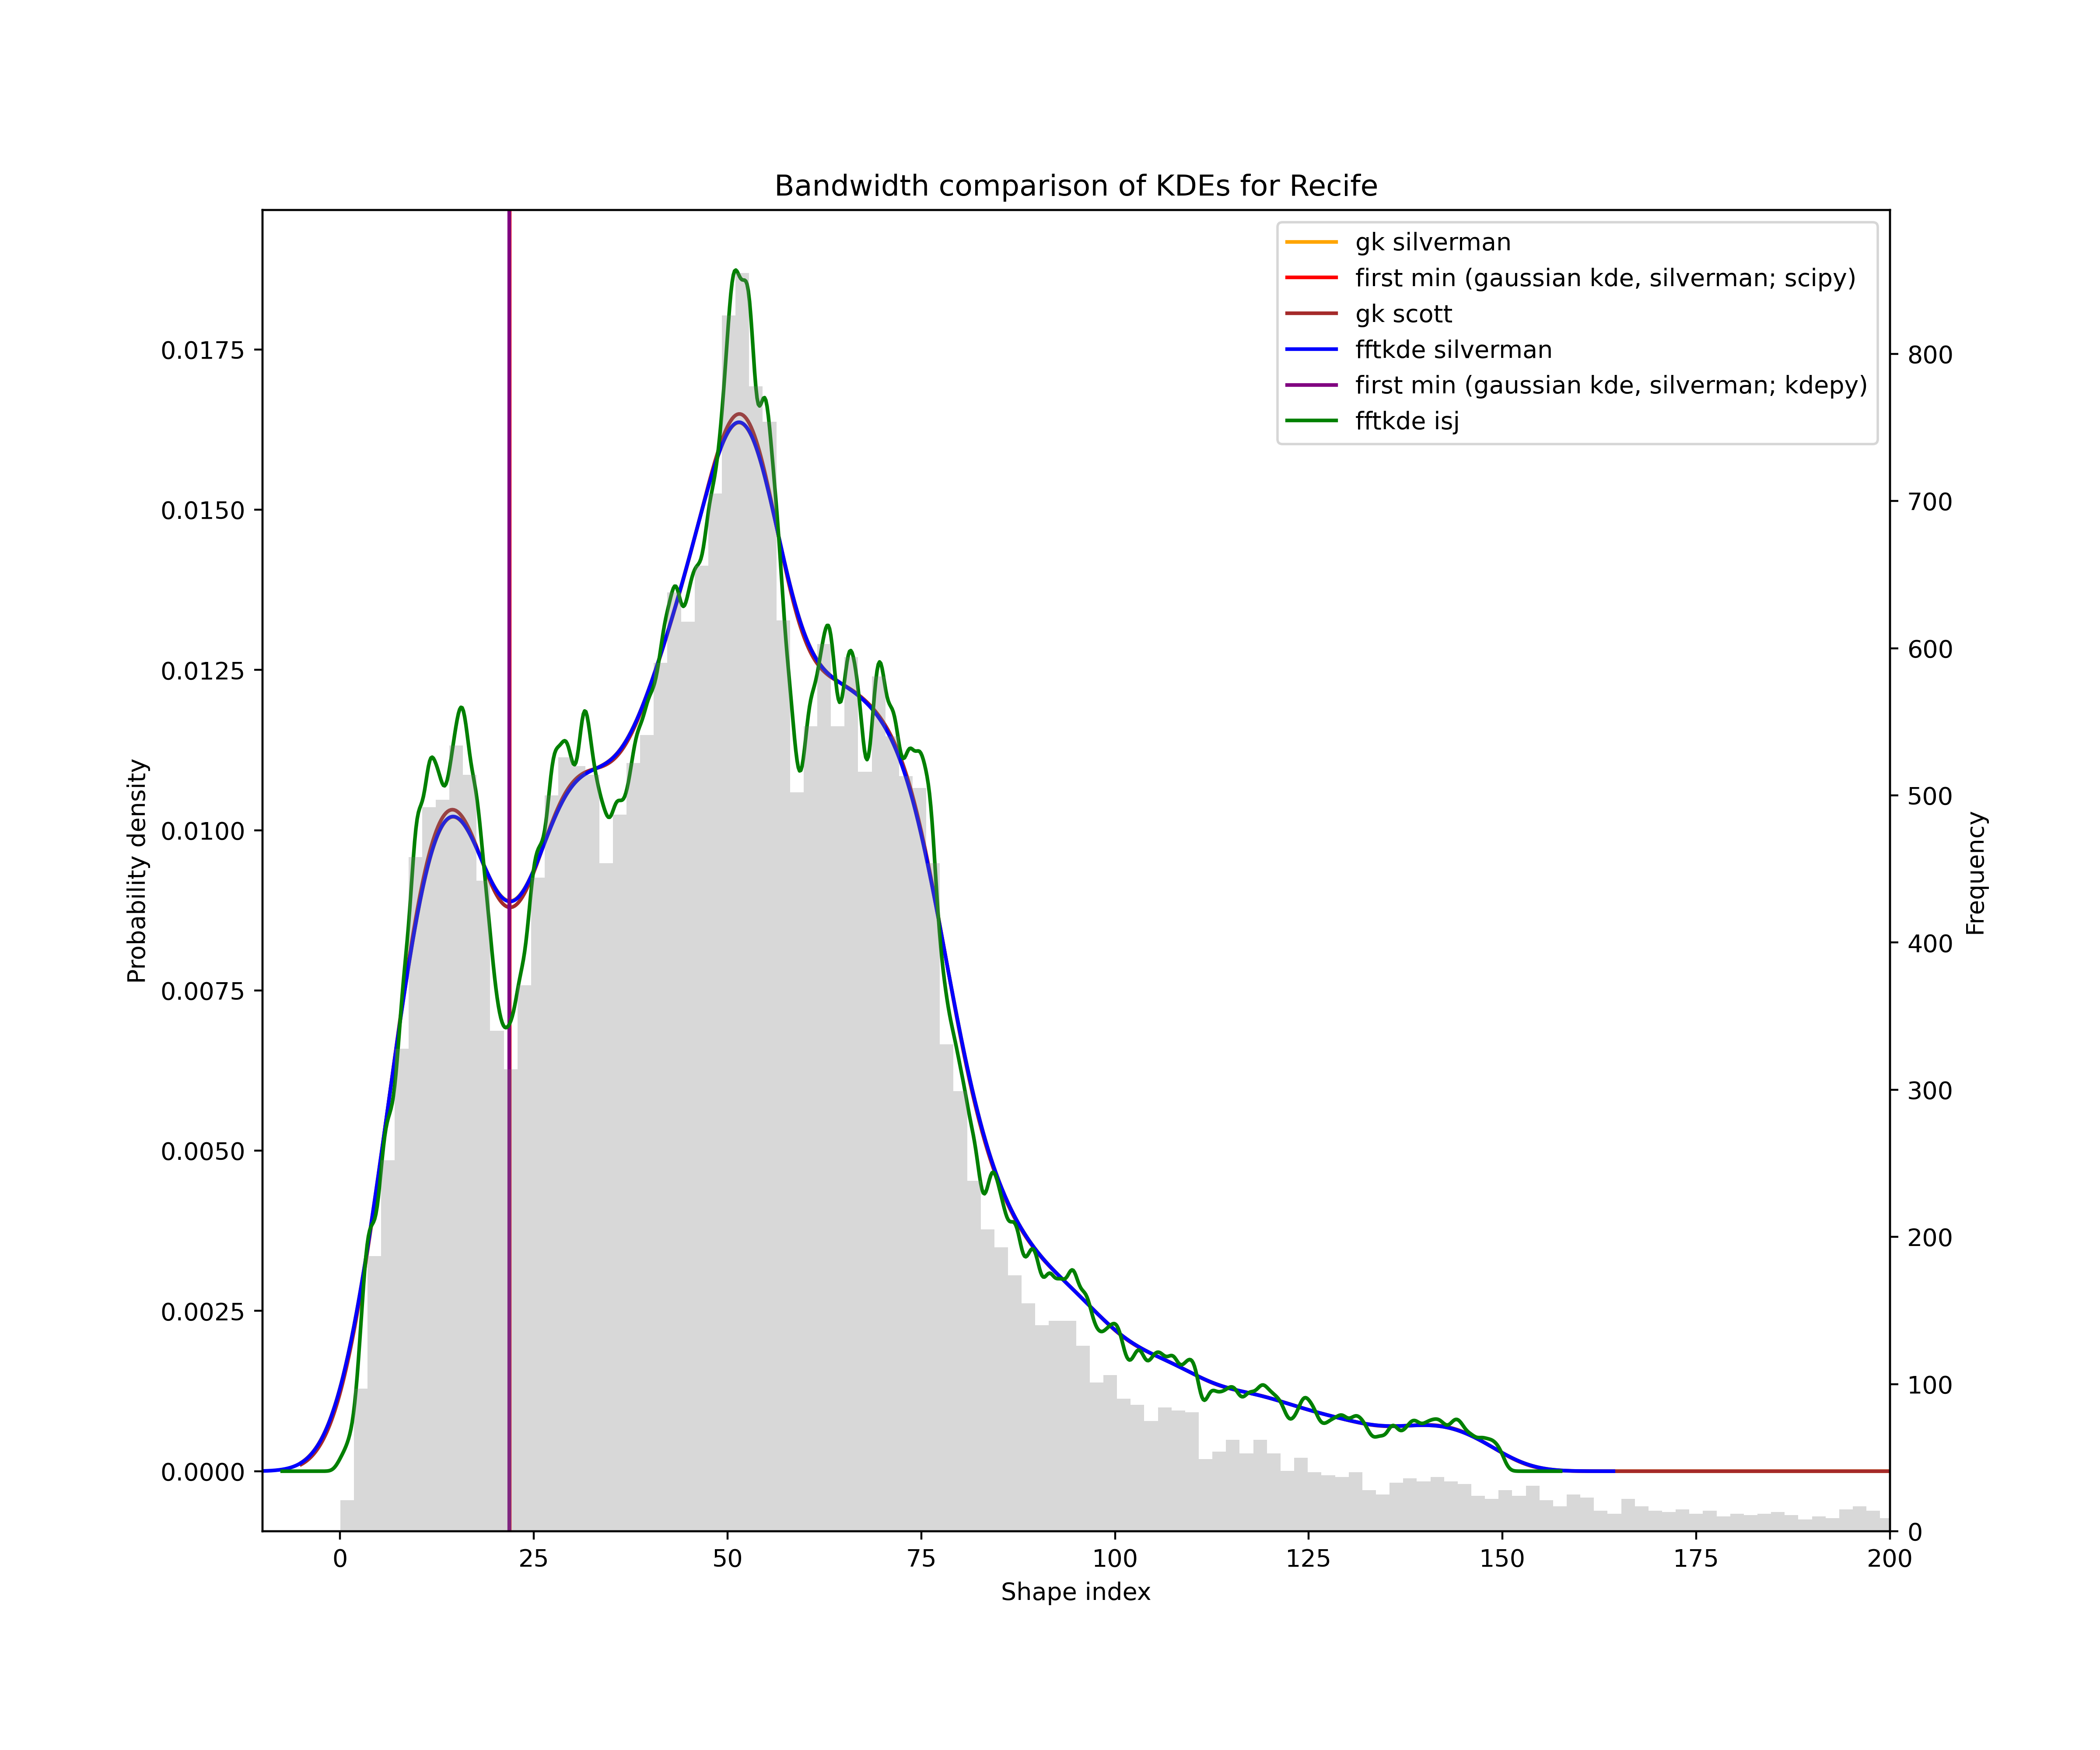 Bandwidth comparison of KDEs for Recife
gk silverman
first min (gaussian kde, silverman; scipy)
gk scott
fftkde silverman
first min (gaussian kde, silverman; kdepy)
fftkde isj
Probability density
0.0175
0.0150
0.0125
0.0100
0.0075
0.0050
0.0025
0.0000
800
700
600
500
400
300
200
100
0
Frequency
0 25 50 75 100 125 150 175 200
Shape index